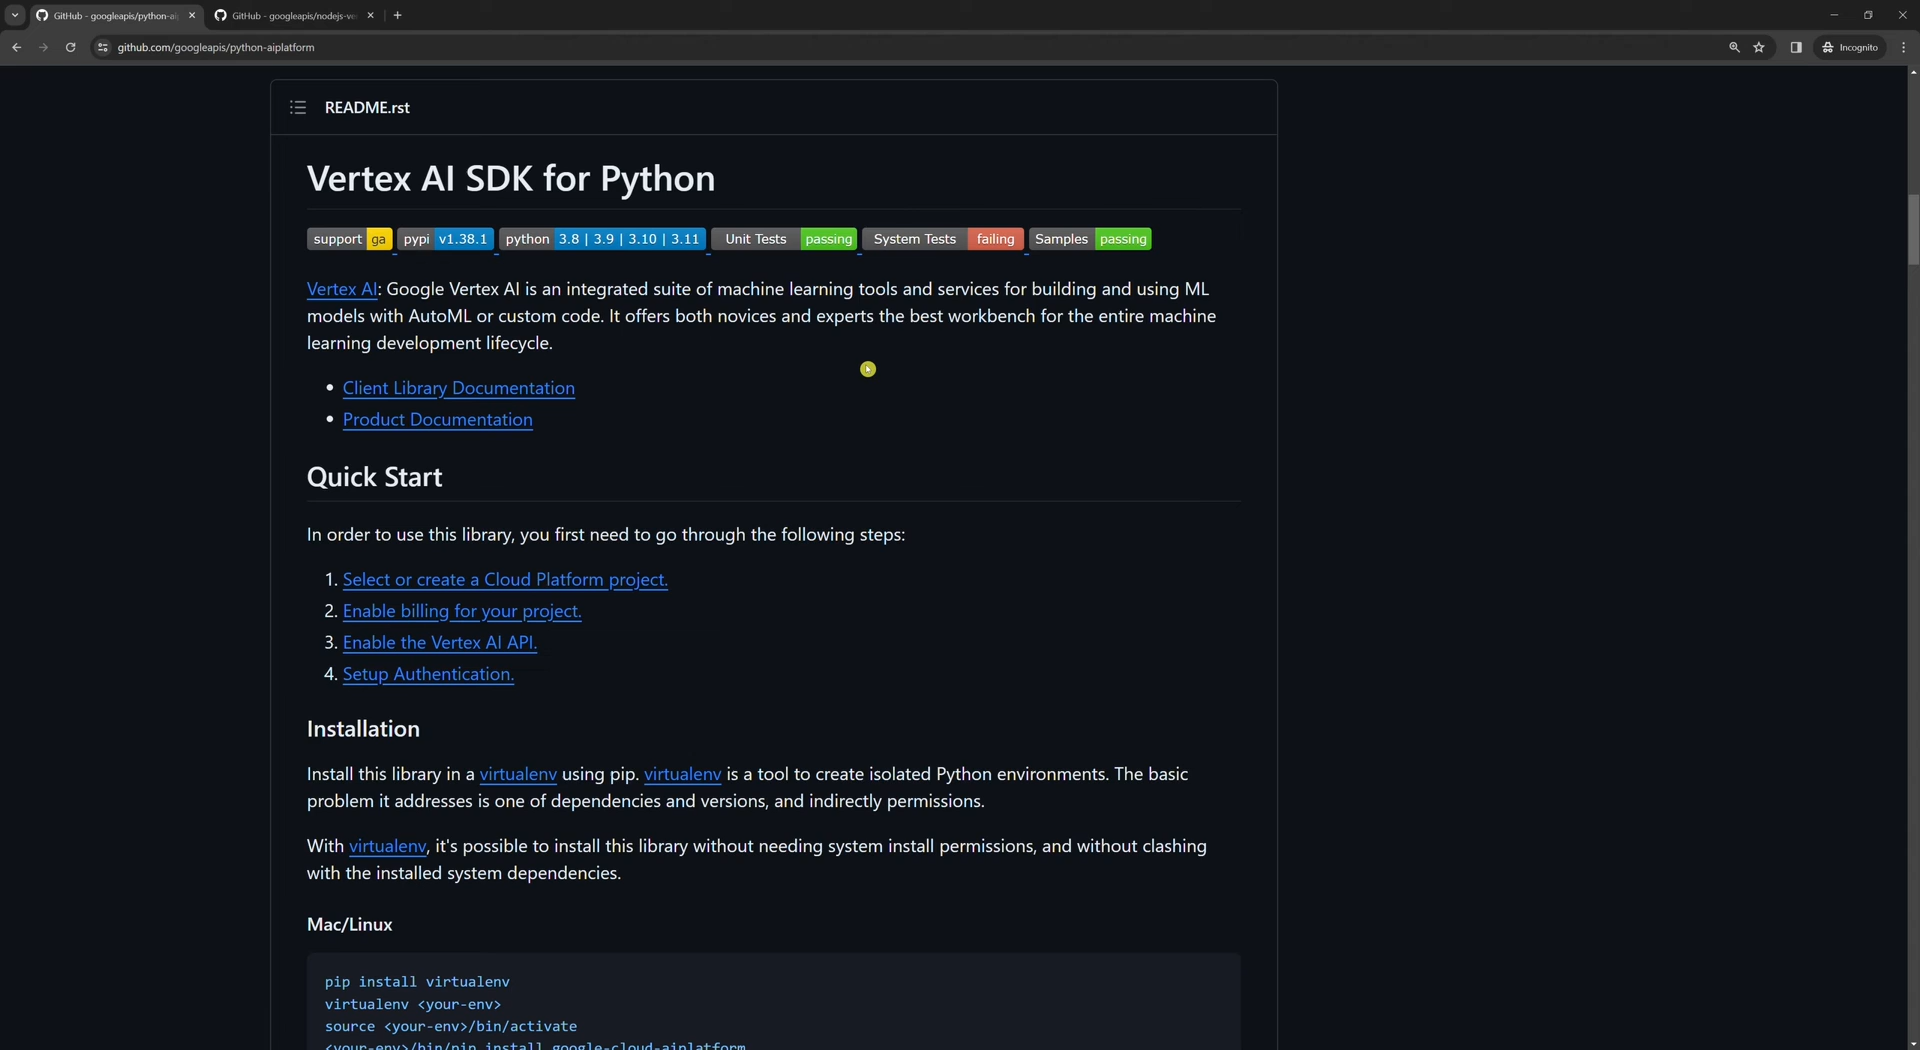 GitHub - googleapis/python-ai
GitHub - googleapis/nodejs-ve
github.com/googleapis/python-aiplatform
Incognito
README.rst
Vertex AI SDK for Python
support ga pypi v1.38.1 python 3.8 | 3.9 | 3.10 | 3.11 Unit Tests passing System Tests failing Samples passing
Vertex AI: Google Vertex AI is an integrated suite of machine learning tools and services for building and using ML
models with AutoML or custom code. It offers both novices and experts the best workbench for the entire machine
learning development lifecycle.
• Client Library Documentation
• Product Documentation
Quick Start
In order to use this library, you first need to go through the following steps:
1. Select or create a Cloud Platform project.
2. Enable billing for your project.
3. Enable the Vertex AI API.
4. Setup Authentication.
Installation
Install this library in a virtualenv using pip. virtualenv is a tool to create isolated Python environments. The basic
problem it addresses is one of dependencies and versions, and indirectly permissions.
With virtualenv, it's possible to install this library without needing system install permissions, and without clashing
with the installed system dependencies.
Mac/Linux
pip install virtualenv
virtualenv <your-env>
source <your-env>/bin/activate
<your-env>/bin/pip install google-cloud-aiplatform